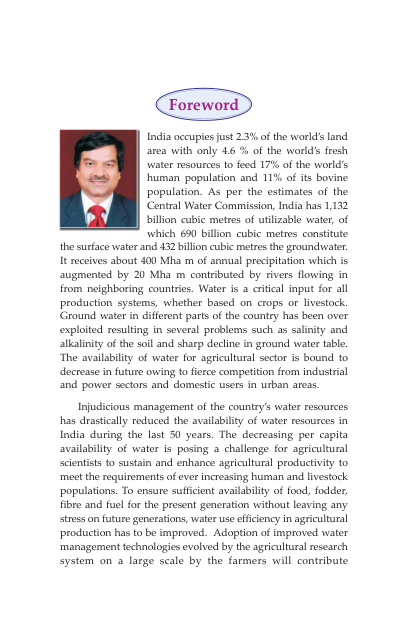 Foreword
India occupies just 2.3% of the world's land
area with only 4.6 % of the world's fresh
water resources to feed 17% of the world's
human population and 11% of its bovine
population. As per the estimates of the
Central Water Commission, India has 1,132
billion cubic metres of utilizable water, of
which 690 billion cubic metres constitute
the surface water and 432 billion cubic metres the groundwater.
It receives about 400 Mha m of annual precipitation which is
augmented by 20 Mha m contributed by rivers flowing in
from neighboring countries. Water is a critical input for all
production systems, whether based on crops or livestock.
Ground water in different parts of the country has been over
exploited resulting in several problems such as salinity and
alkalinity of the soil and sharp decline in ground water table.
The availability of water for agricultural sector is bound to
decrease in future owing to fierce competition from industrial
and power sectors and domestic users in urban areas.
Injudicious management of the country's water resources
has drastically reduced the availability of water resources in
India during the last 50 years. The decreasing per capita
availability of water is posing a challenge for agricultural
scientists to sustain and enhance agricultural productivity to
meet the requirements of ever increasing human and livestock
populations. To ensure sufficient availability of food, fodder,
fibre and fuel for the present generation without leaving any
stress on future generations, water use efficiency in agricultural
production has to be improved. Adoption of improved water
management technologies evolved by the agricultural research
system on a large scale by the farmers will contribute